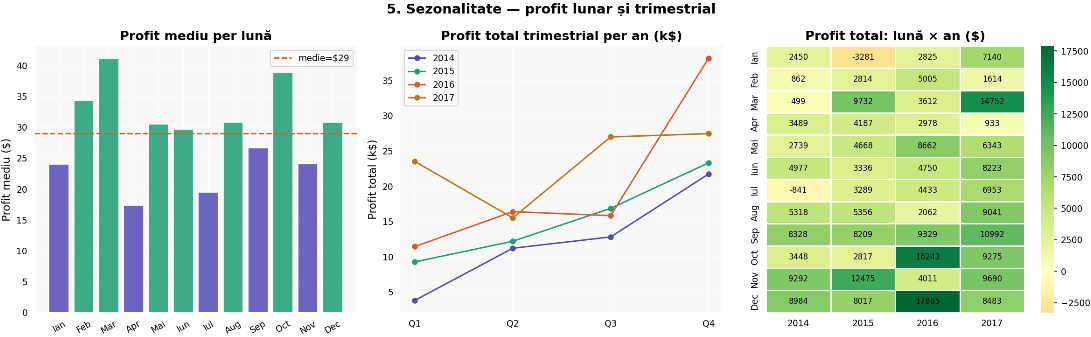 5. Sezonalitate — profit lunar și trimestrial
Profit mediu per lună
Profit mediu ($)
40
35
30
25
20
15
10
5
0
medie=$29
Ian Feb Mar Apr Mai Iun Iul Aug Sep Oct Nov Dec
Profit total trimestrial per an (k$)
Profit total (k$)
35
30
25
20
15
10
5
2014
2015
2016
2017
Q1 Q2 Q3 Q4
Profit total: lună × an ($)
Ian 2450 -3281 2825 7140
Feb 862 2814 5005 1614
Mar 499 9732 3612 14752
Apr 3489 4187 2978 933
Mai 2739 4668 8662 6343
Iun 4977 3336 4750 8223
Iul -841 3289 4433 6953
Aug 5318 5356 2062 9041
Sep 8328 8209 9329 10992
Oct 3448 2817 16243 9275
Nov 9292 12475 4011 9690
Dec 8984 8017 17885 8483
2014 2015 2016 2017
17500
15000
12500
10000
7500
5000
2500
0
−2500